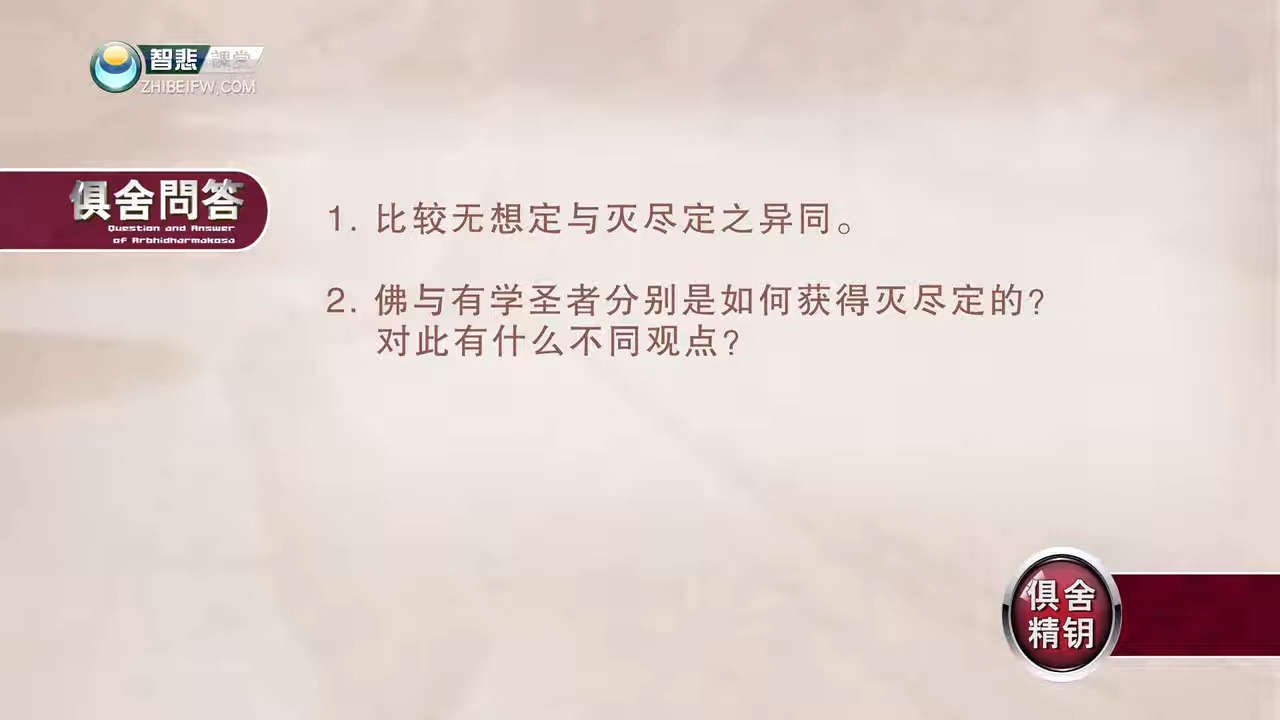 智悲課堂
ZHIBEIFW.COM
俱舍問答
Question and Answer
of Arbhidharmakosa
1. 比较无想定与灭尽定之异同。
2. 佛与有学圣者分别是如何获得灭尽定的?
对此有什么不同观点?
俱舍
精钥